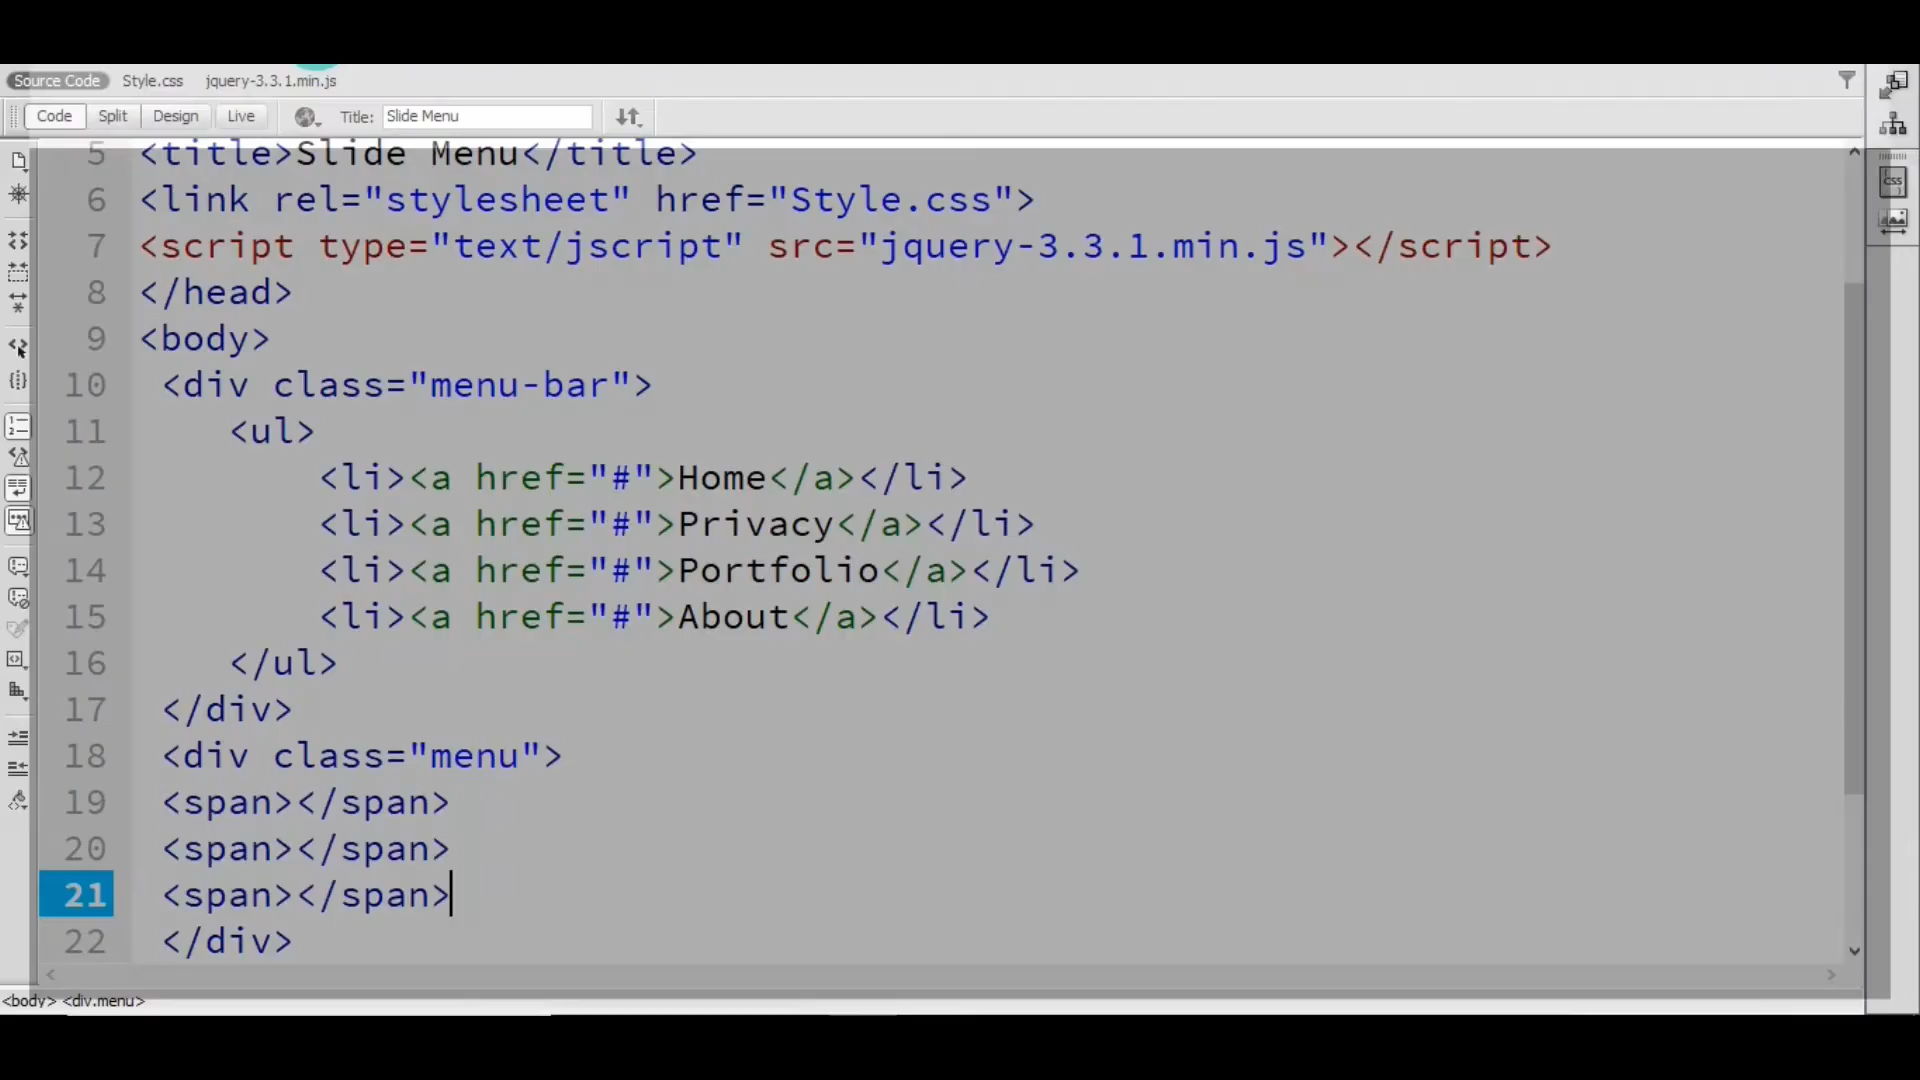 Source Code Style.css jquery-3.3.1.min.js
Code Split Design Live Title: Slide Menu
5 <title>Slide Menu</title>
6 <link rel="stylesheet" href="Style.css">
7 <script type="text/jscript" src="jquery-3.3.1.min.js"></script>
8 </head>
9 <body>
10 <div class="menu-bar">
11 <ul>
12 <li><a href="#">Home</a></li>
13 <li><a href="#">Privacy</a></li>
14 <li><a href="#">Portfolio</a></li>
15 <li><a href="#">About</a></li>
16 </ul>
17 </div>
18 <div class="menu">
19 <span></span>
20 <span></span>
21 <span></span>
22 </div>
<body> <div.menu>
CSS